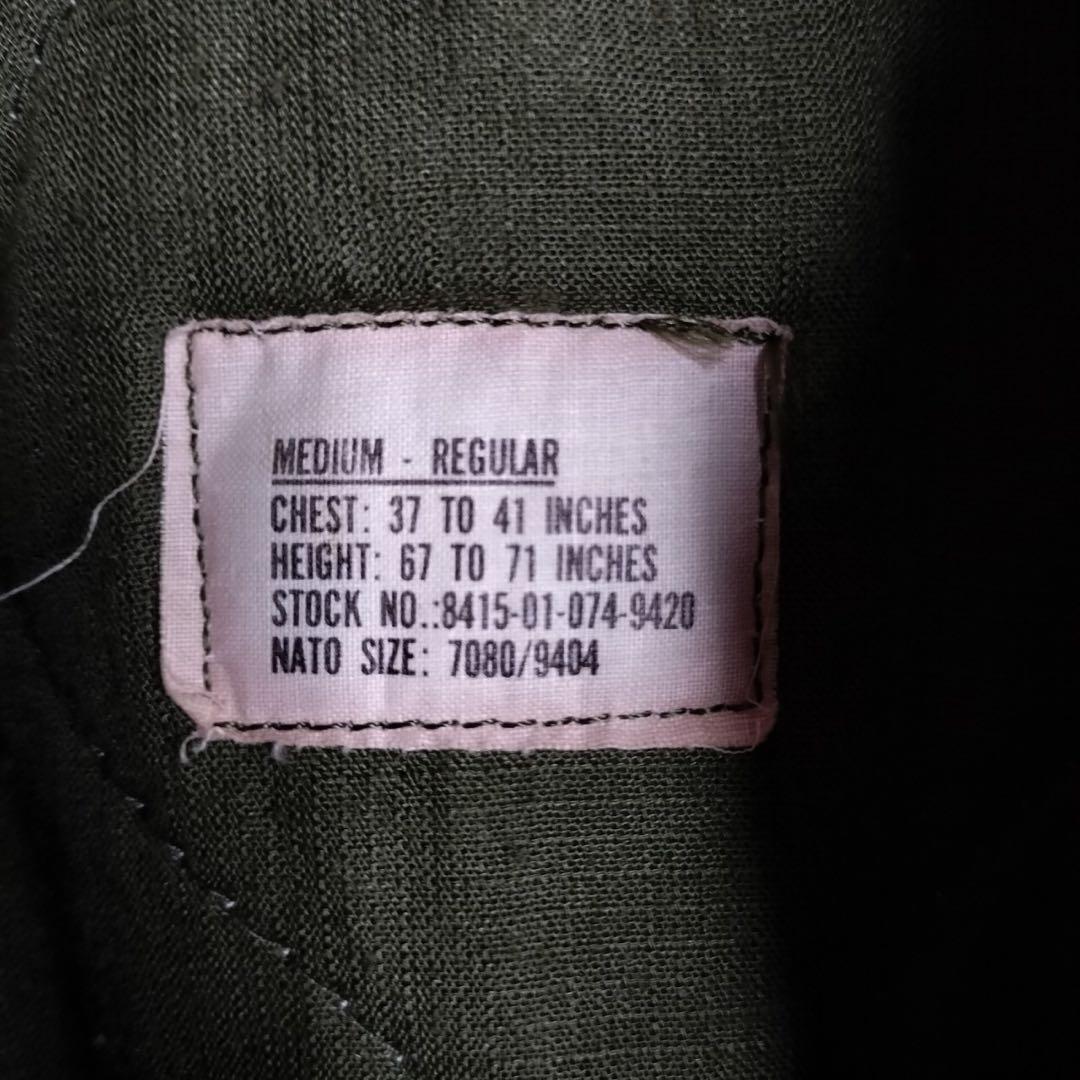 MEDIUM - REGULAR
CHEST: 37 TO 41 INCHES
HEIGHT: 67 TO 71 INCHES
STOCK NO.:8415-01-074-9420
NATO SIZE: 7080/9404